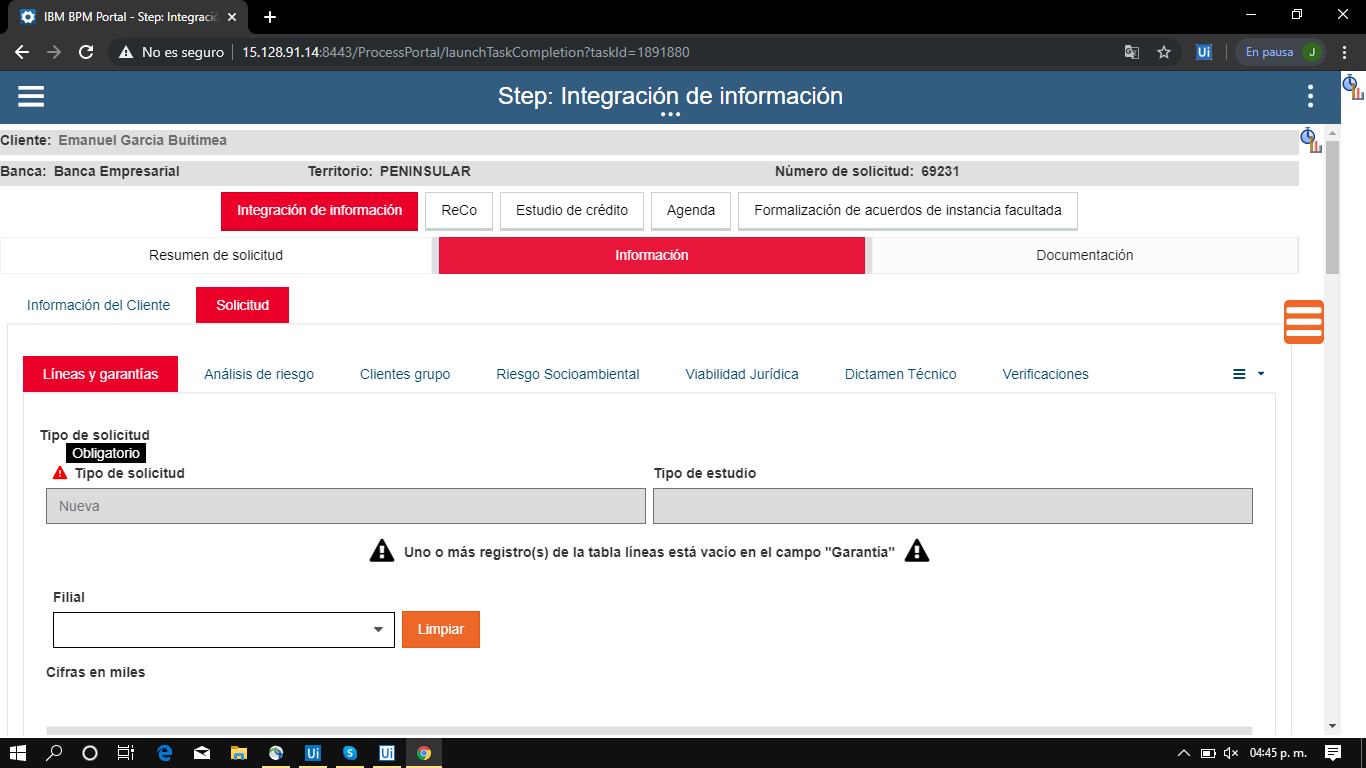 IBM BPM Portal - Step: Integració
No es seguro
15.128.91.14:8443/ProcessPortal/launchTaskCompletion?taskId=1891880
Ui
En pausa
J
Step: Integración de información
Cliente: Emanuel Garcia Buitimea
Banca: Banca Empresarial Territorio: PENINSULAR Número de solicitud: 69231
Integración de información ReCo Estudio de crédito Agenda Formalización de acuerdos de instancia facultada
Resumen de solicitud Información Documentación
Información del Cliente Solicitud
Líneas y garantías Análisis de riesgo Clientes grupo Riesgo Socioambiental Viabilidad Jurídica Dictamen Técnico Verificaciones
Tipo de solicitud
Obligatorio
Tipo de solicitud Tipo de estudio
Nueva
Uno o más registro(s) de la tabla líneas está vacío en el campo "Garantía"
Filial
Limpiar
Cifras en miles
Ui S Ui 04:45 p. m.